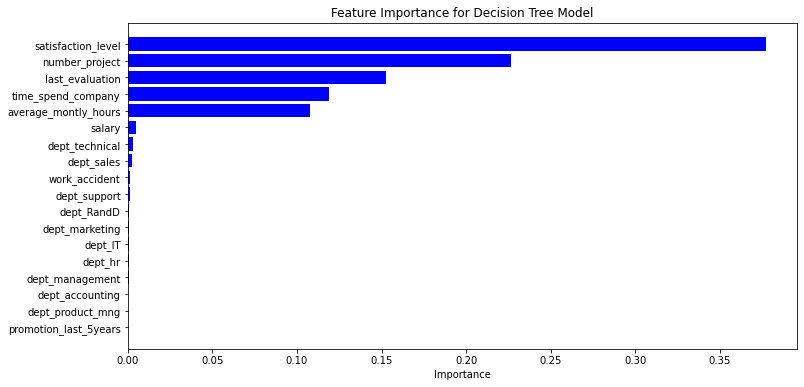 Feature Importance for Decision Tree Model
satisfaction_level
number_project
last_evaluation
time_spend_company
average_montly_hours
salary
dept_technical
dept_sales
work_accident
dept_support
dept_RandD
dept_marketing
dept_IT
dept_hr
dept_management
dept_accounting
dept_product_mng
promotion_last_5years
0.00 0.05 0.10 0.15 0.20 0.25 0.30 0.35
Importance